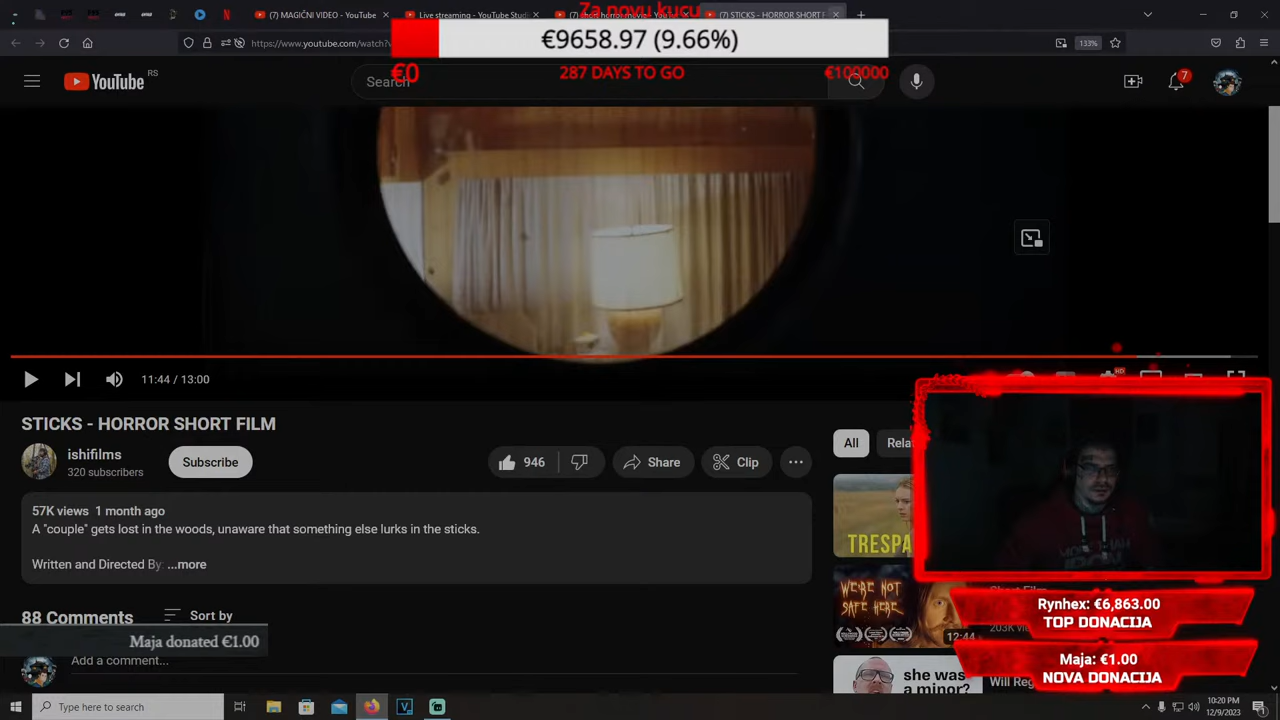 (7) MAGIČNI VIDEO - YouTube
Live streaming - YouTube Stud
(7) STICKS - HORROR SHORT F
Za novu kucu
€9658.97 (9.66%)
€0
287 DAYS TO GO
€100000
https://www.youtube.com/watch?v
133%
YouTube RS
Search
7
11:44 / 13:00
HD
STICKS - HORROR SHORT FILM
ishifilms
320 subscribers
Subscribe
946
Share
Clip
All
57K views 1 month ago
A "couple" gets lost in the woods, unaware that something else lurks in the sticks.
Written and Directed By: ...more
88 Comments
Sort by
Maja donated €1.00
Add a comment...
TRESPA
WE'RE NOT
SAFE HERE
12:44
203K
she was
a minor?
Will Reg
Rynhex: €6,863.00
TOP DONACIJA
Maja: €1.00
NOVA DONACIJA
Type here to search
10:20 PM
12/9/2023